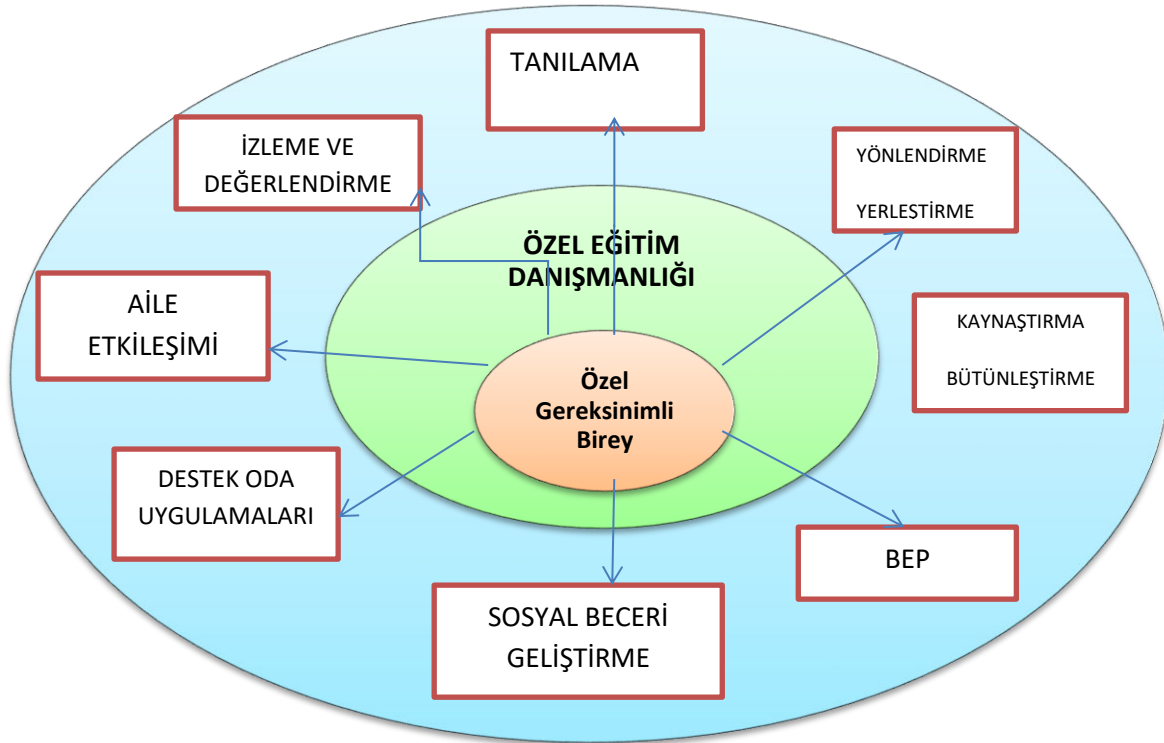 TANILAMA
İZLEME VE
DEĞERLENDİRME
YÖNLENDİRME
YERLEŞTİRME
ÖZEL EĞİTİM
DANIŞMANLIĞI
AİLE
ETKİLEŞİMİ
KAYNAŞTIRMA
BÜTÜNLEŞTİRME
Özel
Gereksinimli
Birey
DESTEK ODA
UYGULAMALARI
BEP
SOSYAL BECERİ
GELİŞTİRME